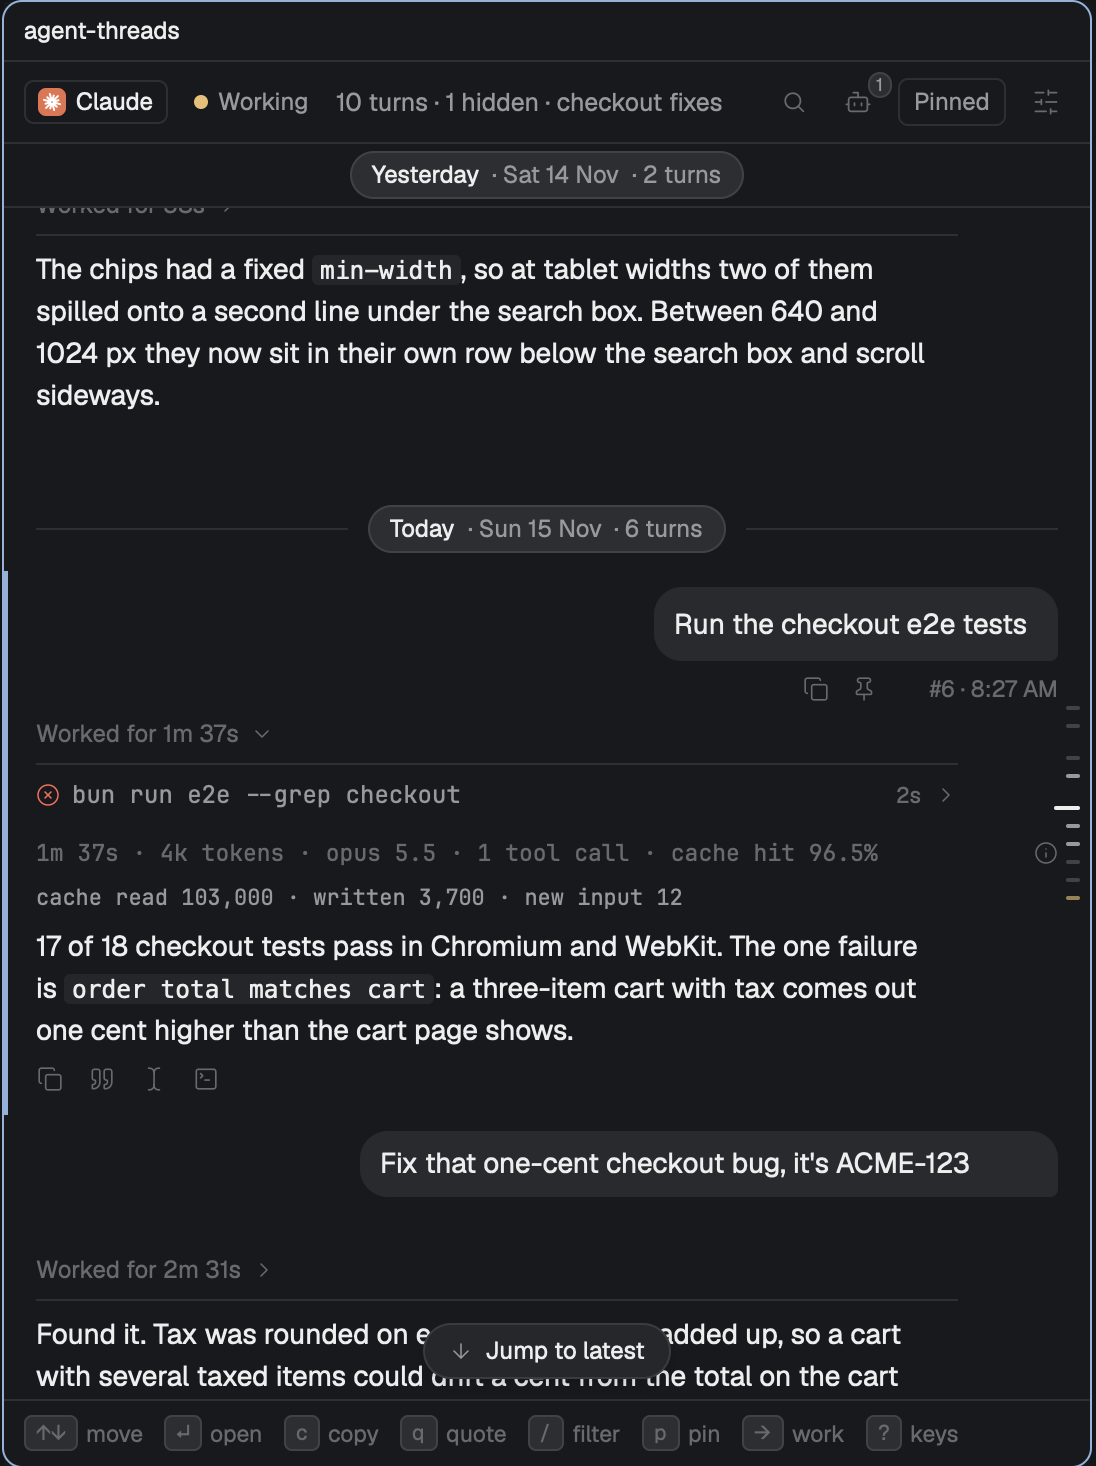 agent-threads
Claude
Working
10 turns · 1 hidden · checkout fixes
1
Pinned
Yesterday · Sat 14 Nov · 2 turns
Worked for
The chips had a fixed min-width, so at tablet widths two of them
spilled onto a second line under the search box. Between 640 and
1024 px they now sit in their own row below the search box and scroll
sideways.
Today · Sun 15 Nov · 6 turns
Run the checkout e2e tests
#6 · 8:27 AM
Worked for 1m 37s
bun run e2e --grep checkout
2s
1m 37s · 4k tokens · opus 5.5 · 1 tool call · cache hit 96.5%
cache read 103,000 · written 3,700 · new input 12
17 of 18 checkout tests pass in Chromium and WebKit. The one failure
is order total matches cart: a three-item cart with tax comes out
one cent higher than the cart page shows.
Fix that one-cent checkout bug, it's ACME-123
Worked for 2m 31s
Found it. Tax was rounded on added up, so a cart
Jump to latest
with several taxed items could drift a cent from the total on the cart
↑↓ move ↵ open c copy q quote / filter p pin → work ? keys